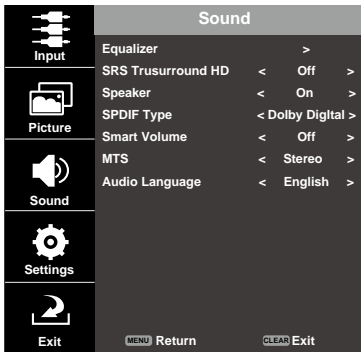 Sound
Input
Picture
Sound
Settings
Exit
Equalizer >
SRS Trusurround HD < Off >
Speaker < On >
SPDIF Type < Dolby Digltal >
Smart Volume < Off >
MTS < Stereo >
Audio Language < English >
MENU Return CLEAR Exit